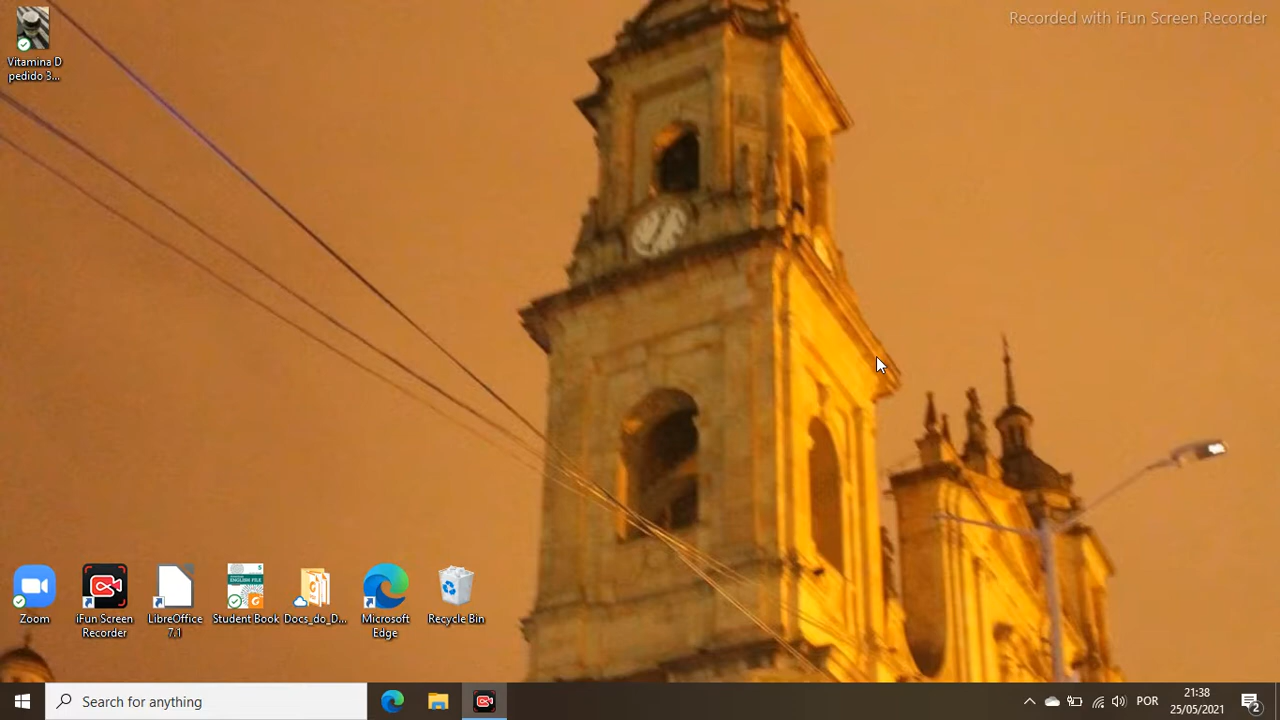 Recorded with iFun Screen Recorder
Vitamina D
pedido 3...
Zoom
iFun Screen
Recorder
LibreOffice
7.1
Student Book
Docs_do_D...
Microsoft
Edge
Recycle Bin
Search for anything
POR
21:38
25/05/2021
2